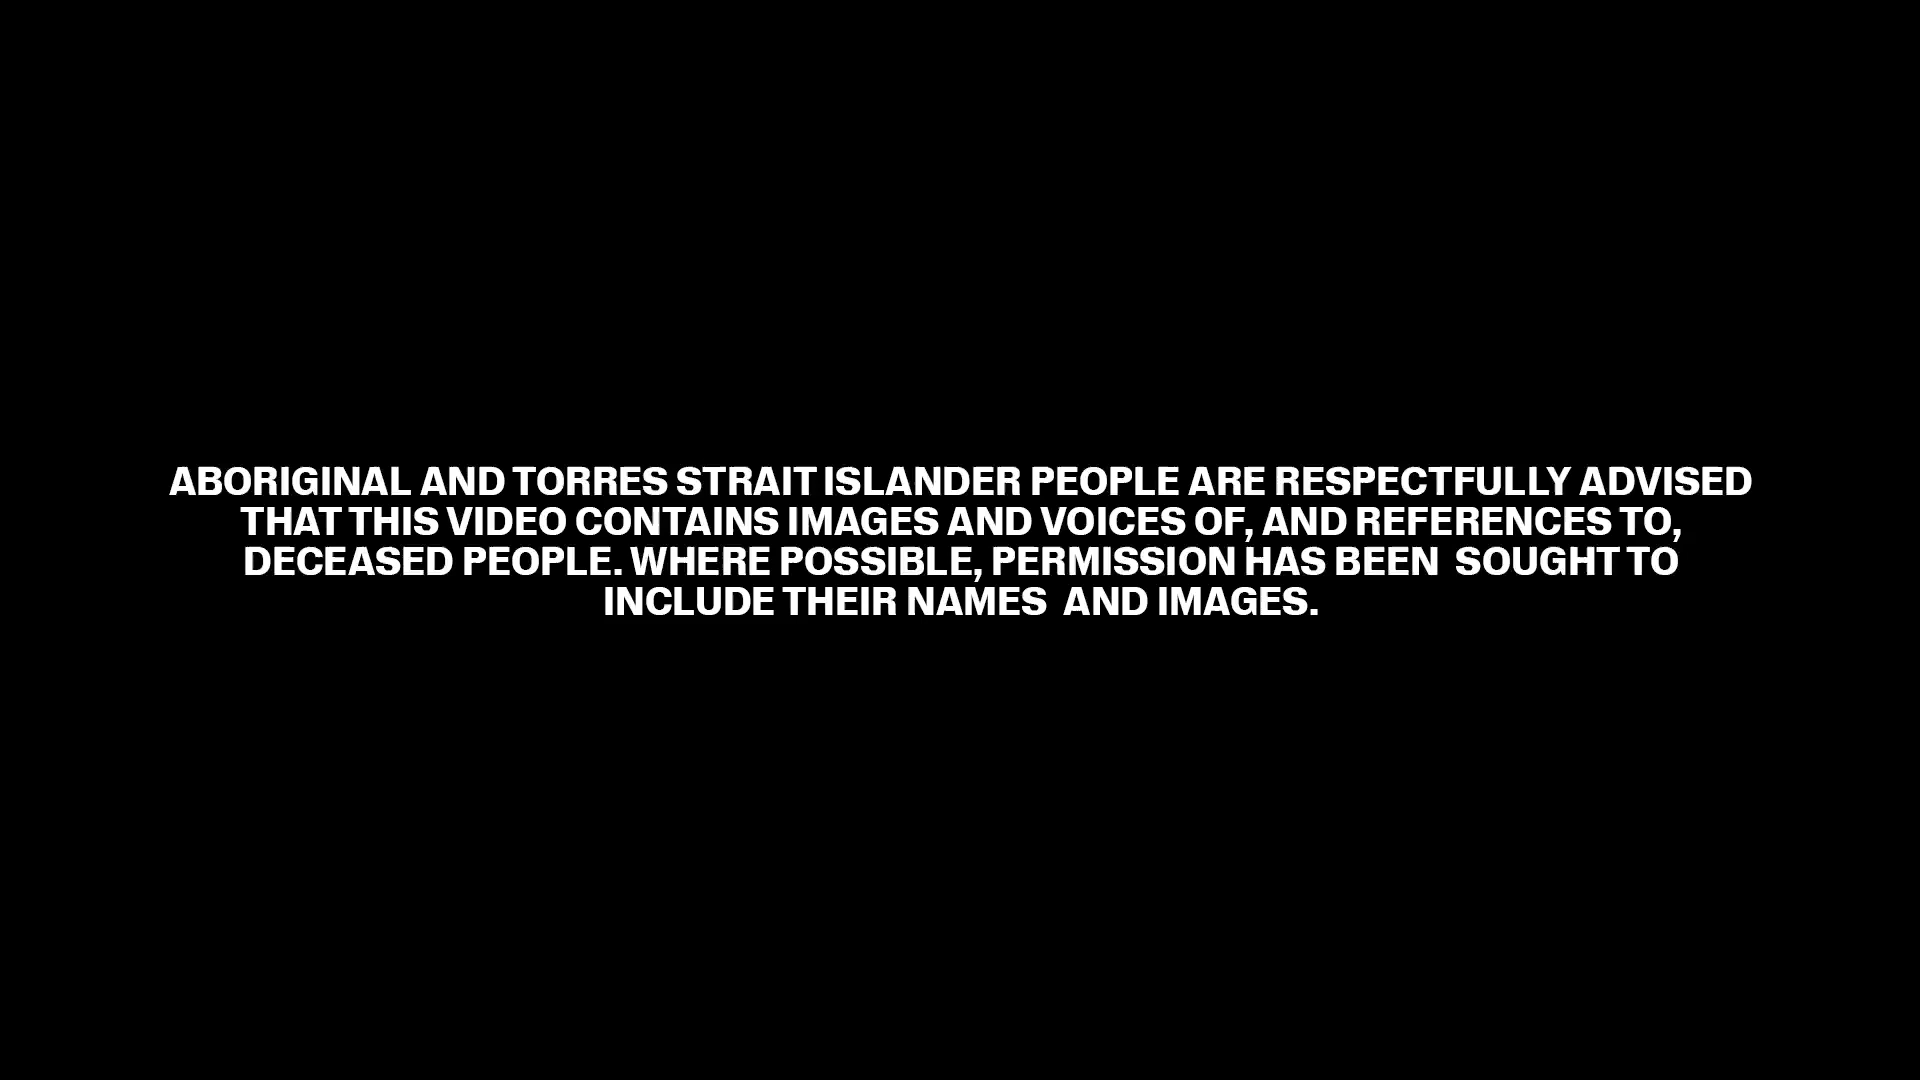 ABORIGINAL AND TORRES STRAIT ISLANDER PEOPLE ARE RESPECTFULLY ADVISED
THAT THIS VIDEO CONTAINS IMAGES AND VOICES OF, AND REFERENCES TO,
DECEASED PEOPLE. WHERE POSSIBLE, PERMISSION HAS BEEN  SOUGHT TO
INCLUDE THEIR NAMES  AND IMAGES.